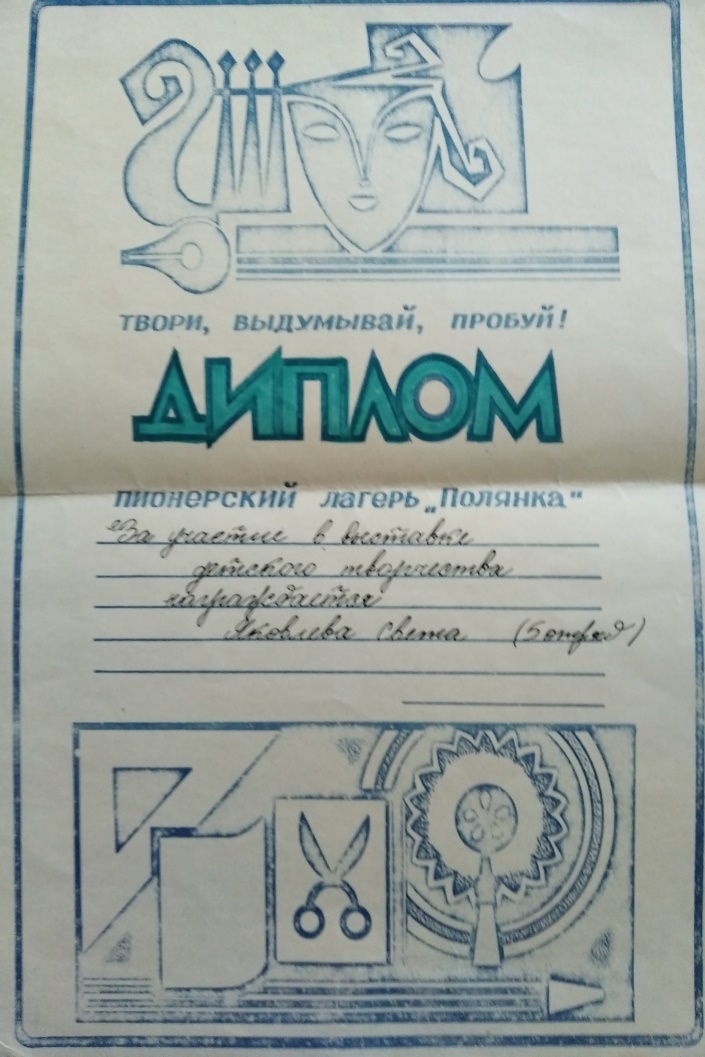 ТВОРИ, ВЫДУМЫВАЙ, ПРОБУЙ!
ДИПЛОМ
ПИОНЕРСКИЙ ЛАГЕРЬ „ПОЛЯНКА“
За участие в выставке
детского творчества
награждается
Яковлева Света (5 отряд)